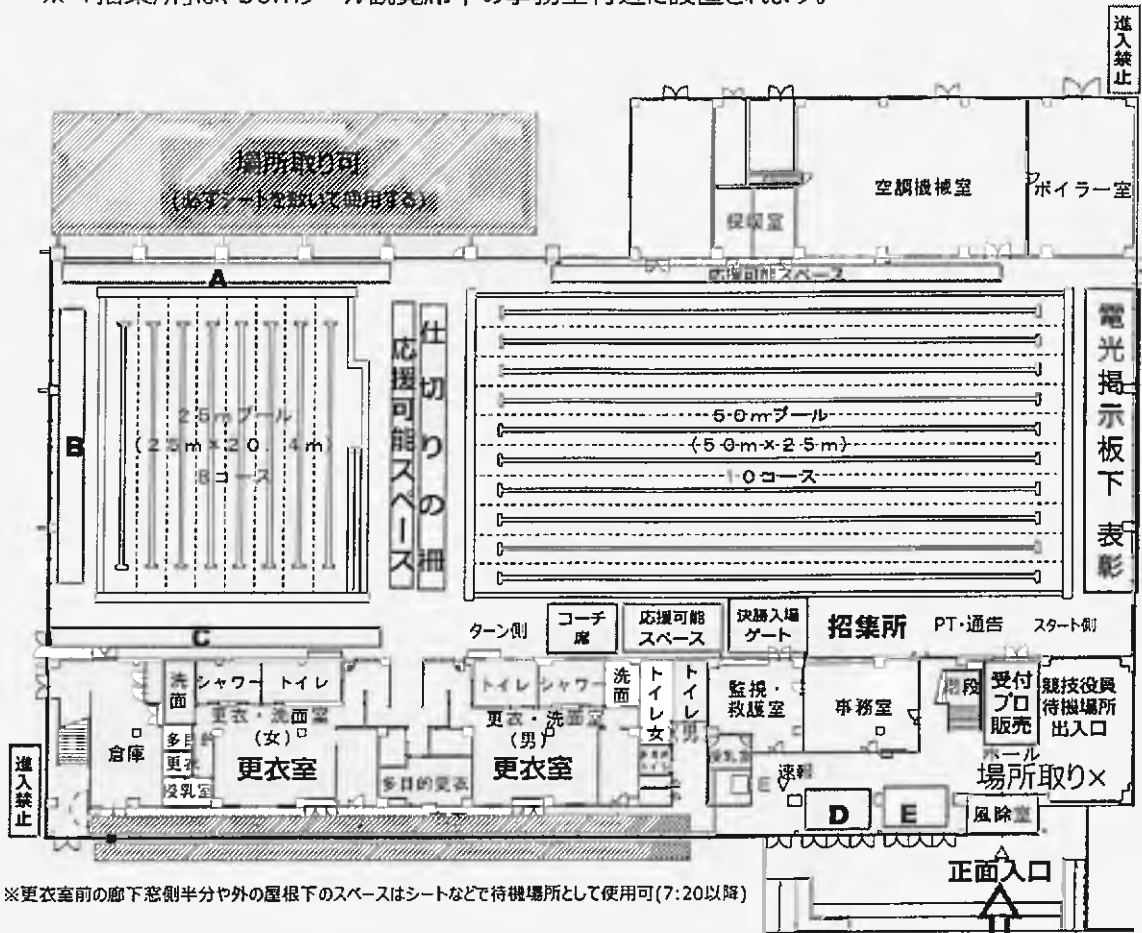 進入禁止
場所取り可
(必ずシートを敷いて使用する)
空調機械室
ボイラー室
採暖室
応援可能スペース
A
B
25mプール
(25m×20.4m)
8コース
応援可能スペース
仕切りの柵
50mプール
(50m×25m)
10コース
電光掲示板下 表彰
C
ターン側
コーチ席
応援可能スペース
決勝入場ゲート
招集所
PT・通告
スタート側
洗面
シャワー
トイレ
更衣・洗面室
(女)
更衣室
倉庫
多目的
更衣
授乳室
多目的更衣
トイレ
シャワー
洗面
更衣・洗面室
(男)
更衣室
トイレ女
トイレ男
監視・救護室
事務室
階段
受付
プロ
販売
競技役員
待機場所
出入口
ホール
場所取り×
授乳室
EV
速報
D
E
風除室
進入禁止
正面入口
※更衣室前の廊下窓側半分や外の屋根下のスペースはシートなどで待機場所として使用可(7:20以降)